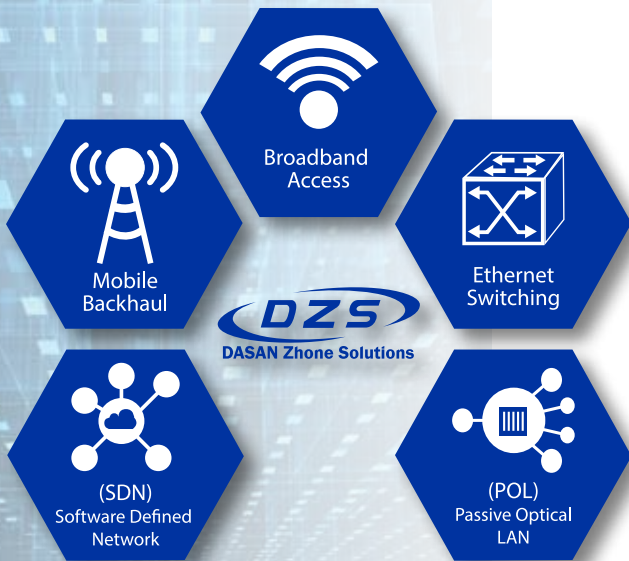 Broadband
Access
Mobile
Backhaul
Ethernet
Switching
DZS
DASAN Zhone Solutions
(SDN)
Software Defined
Network
(POL)
Passive Optical
LAN